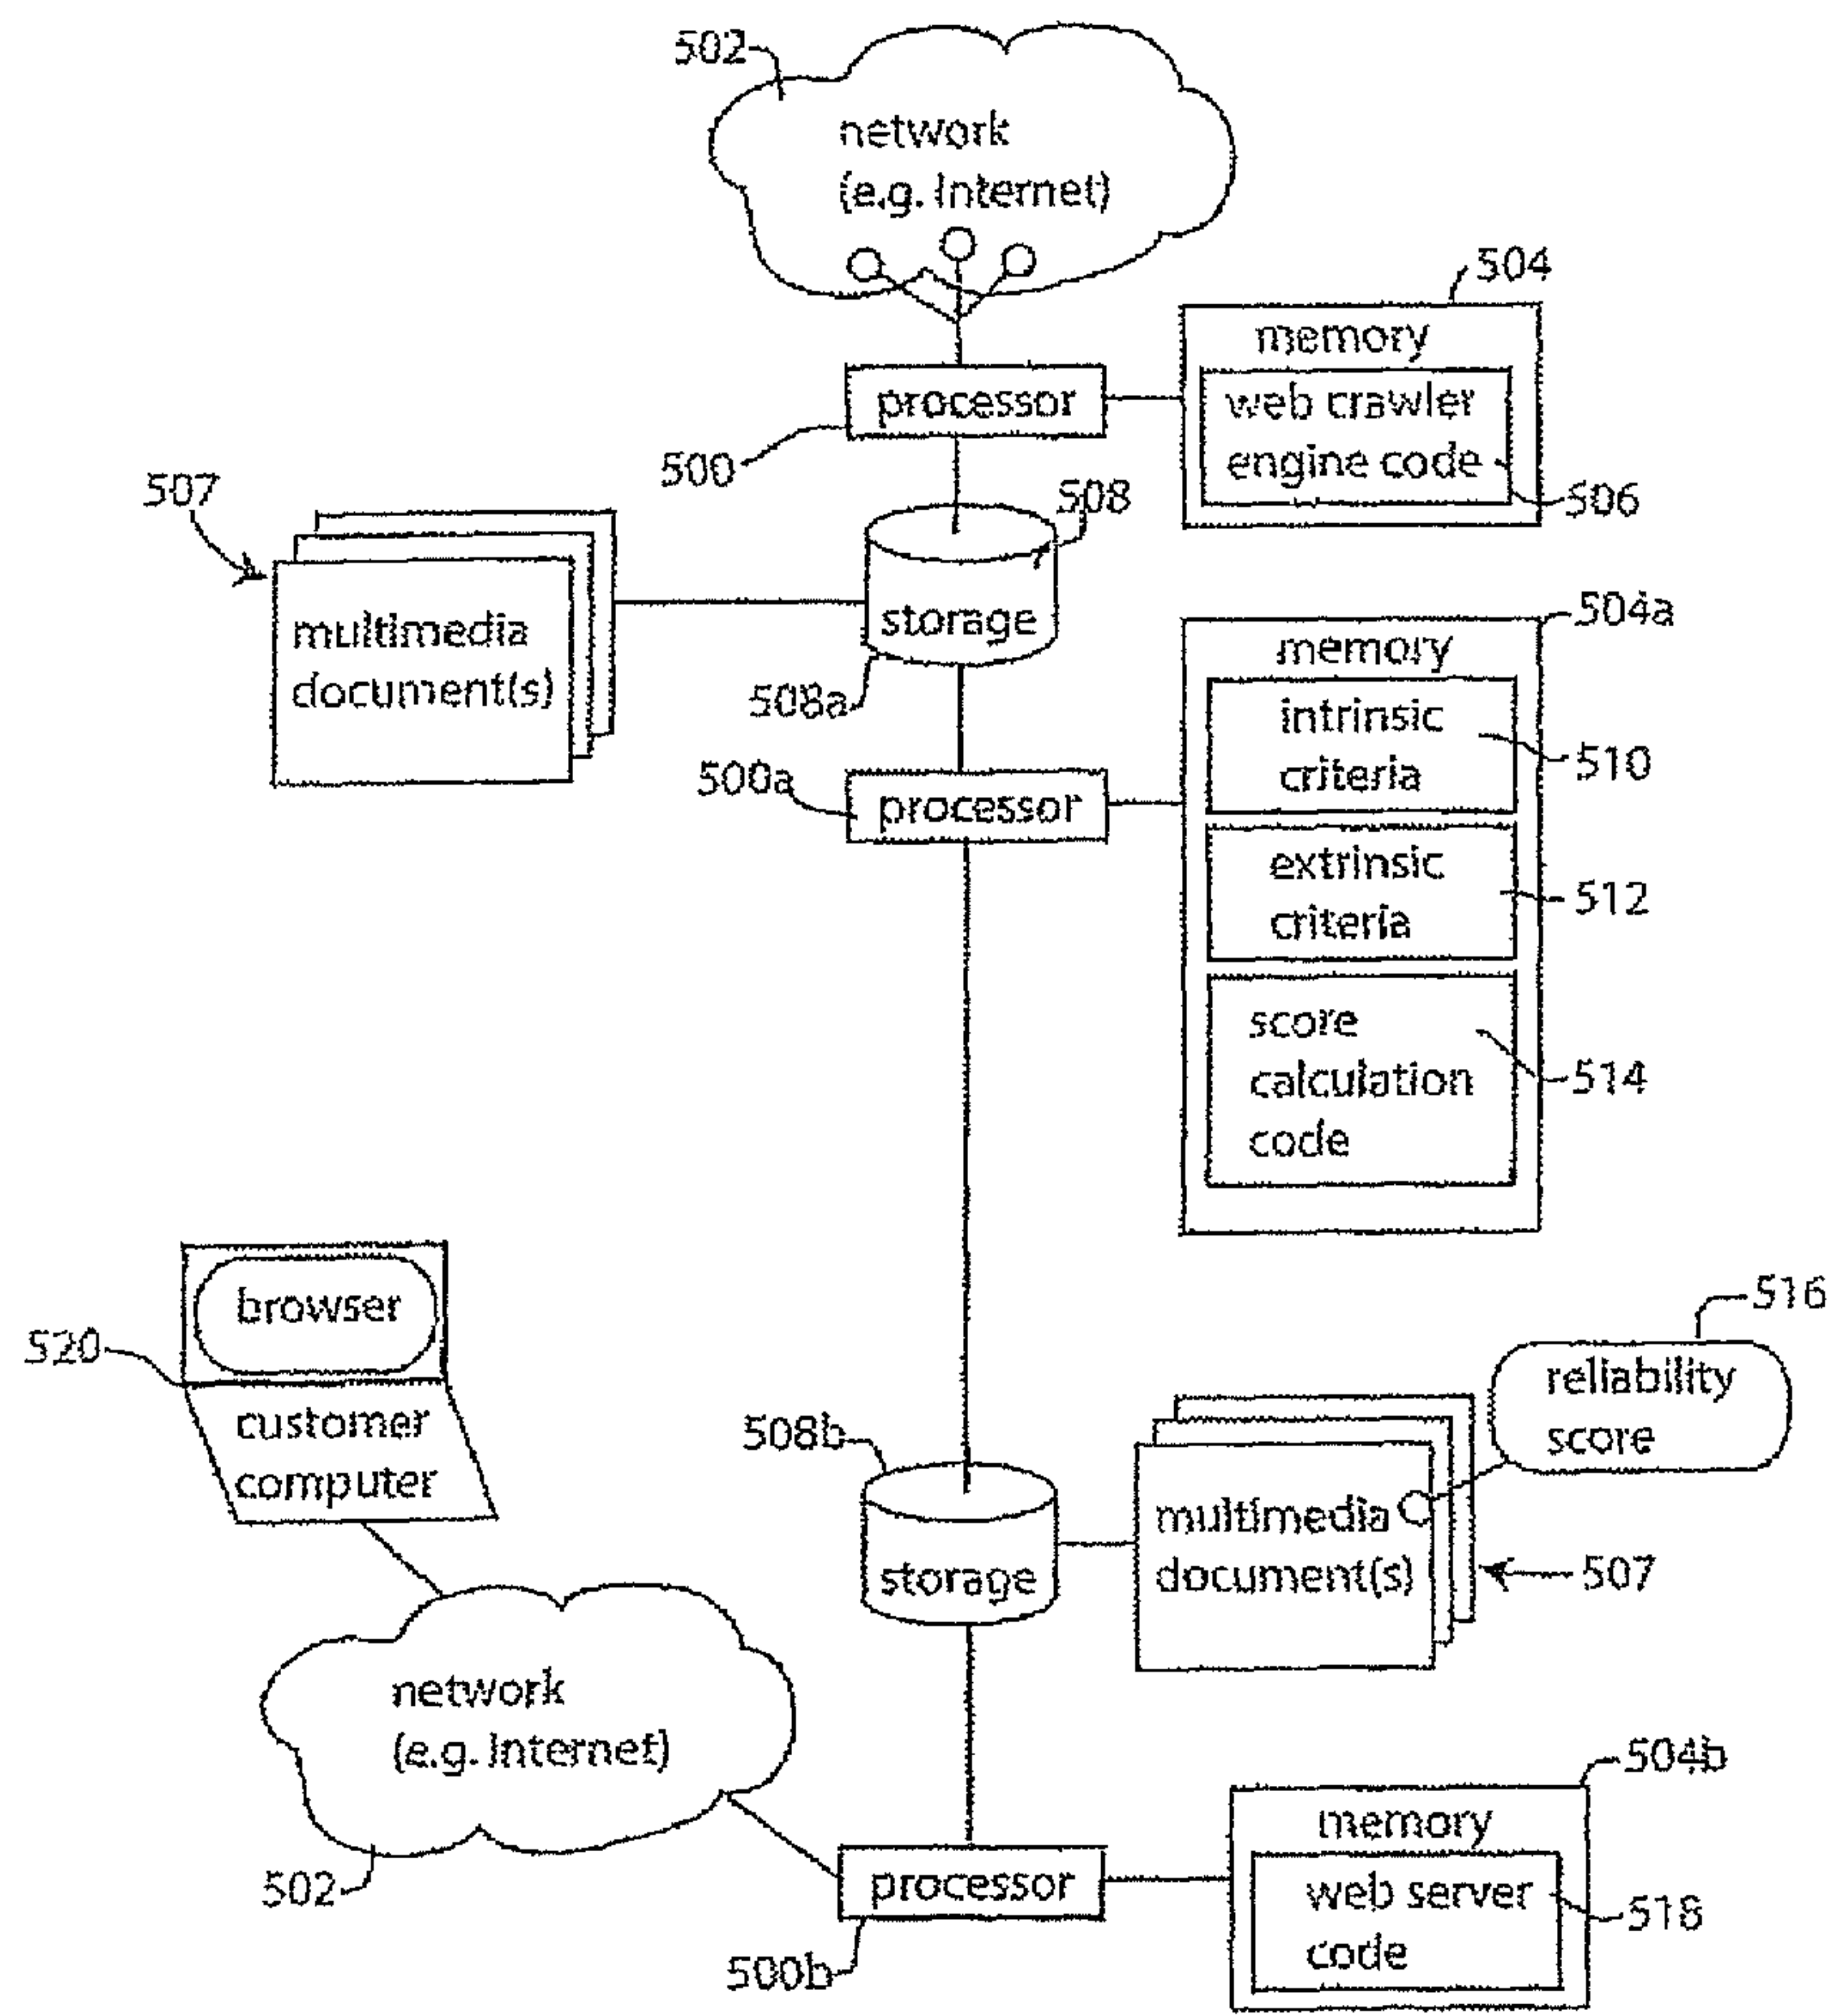 502
network
(e.g. Internet)
504
memory
web crawler
engine code
506
processor
500
507
508
multimedia
document(s)
storage
508a
504a
memory
intrinsic
criteria
510
500a
processor
extrinsic
criteria
512
score
calculation
code
514
browser
520
customer
computer
516
reliability
score
508b
storage
multimedia
document(s)
507
network
(e.g. Internet)
502
504b
memory
web server
code
518
processor
500b